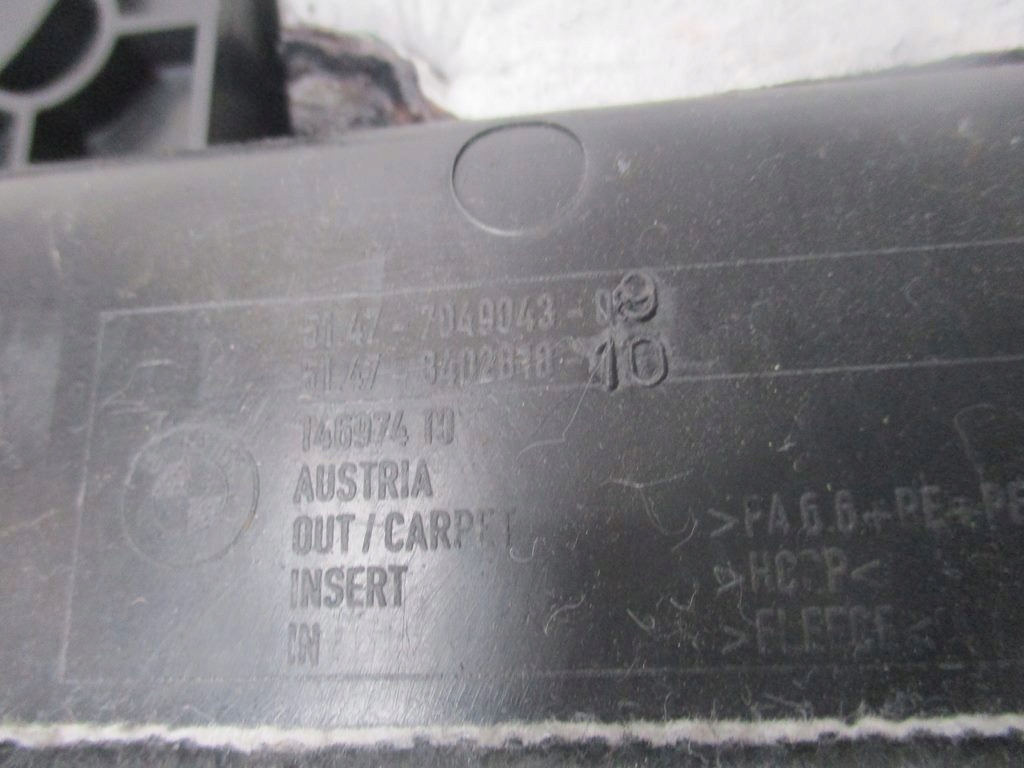 51.47 - 7049043 - 09
51.47 - 8402818 - 10
146974 10
AUSTRIA
OUT / CARPET
INSERT
IN
>PA 6.6 + PE + PE
FLEECE<